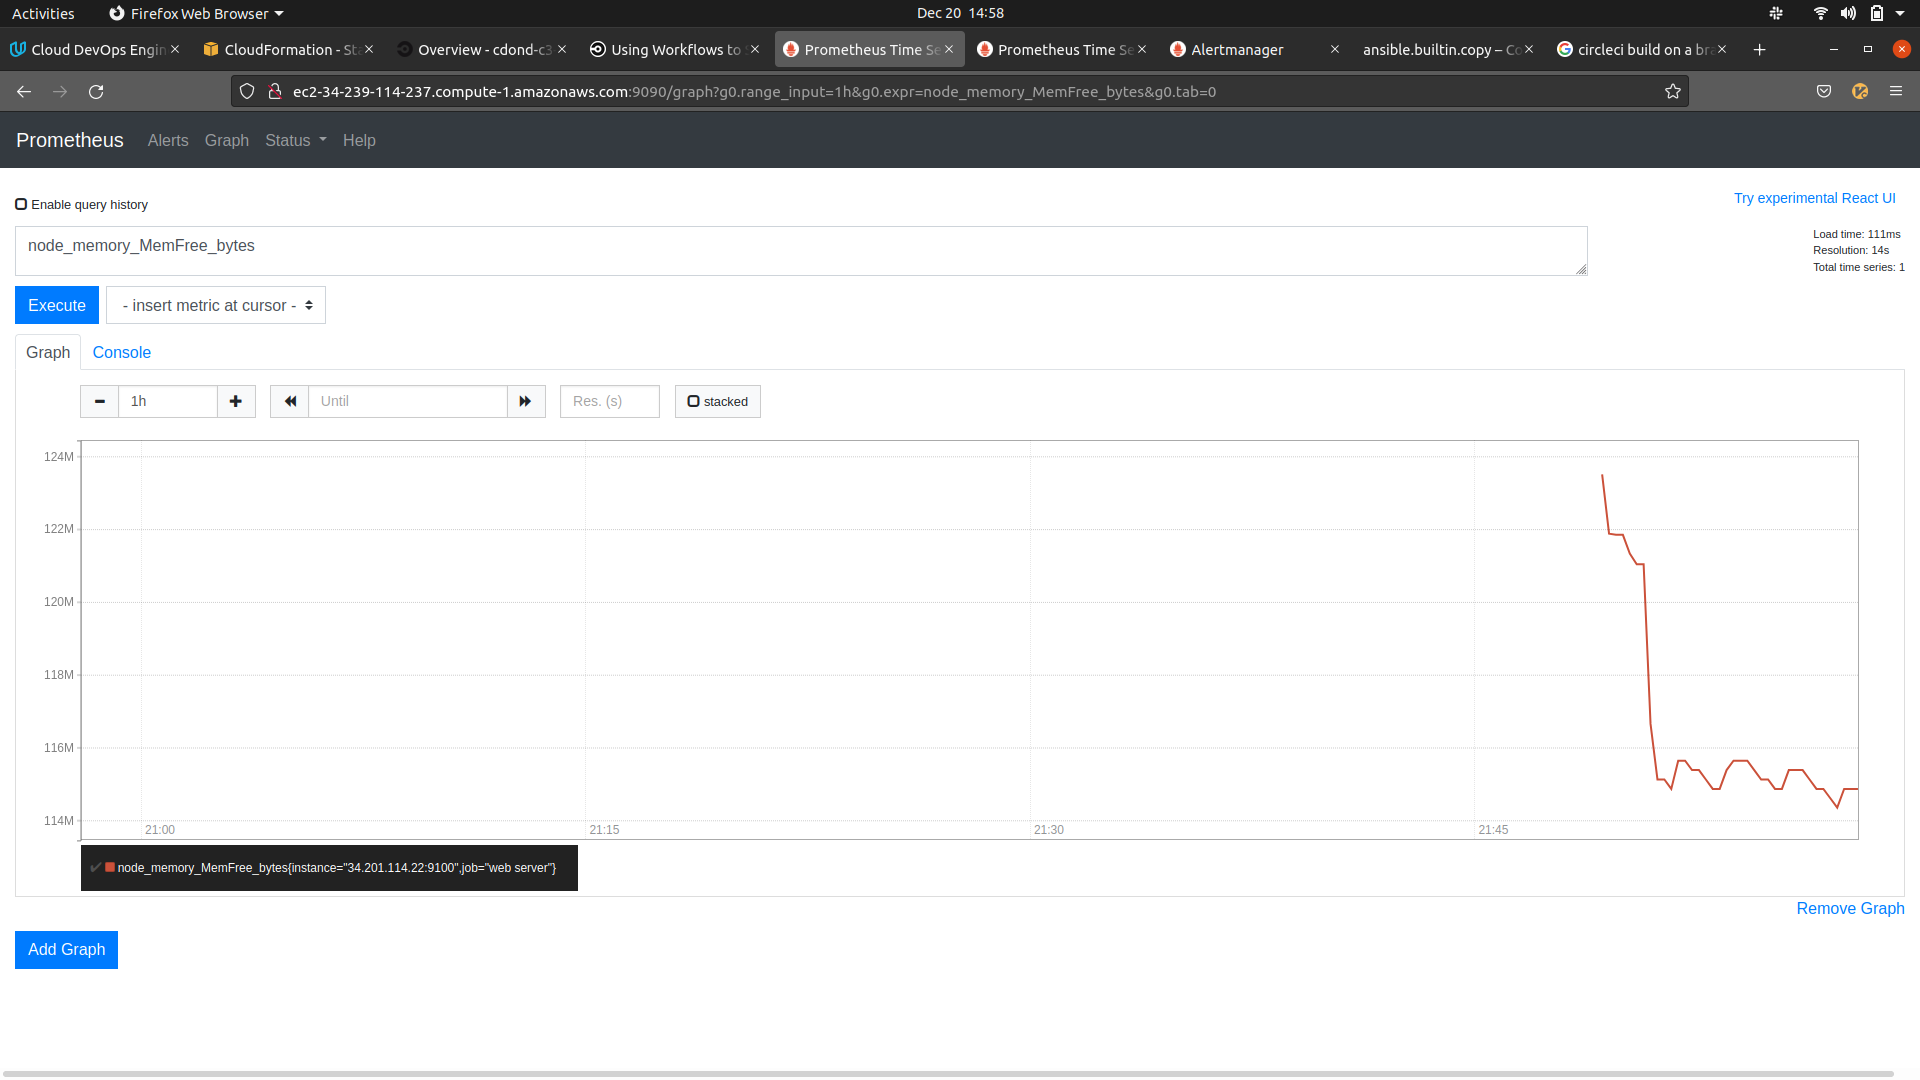 Activities Firefox Web Browser Dec 20 14:58
Cloud DevOps Engin CloudFormation - Sta Overview - cdond-c3 Using Workflows to S Prometheus Time Se Prometheus Time Se Alertmanager ansible.builtin.copy – Co circleci build on a bra
ec2-34-239-114-237.compute-1.amazonaws.com:9090/graph?g0.range_input=1h&g0.expr=node_memory_MemFree_bytes&g0.tab=0
Prometheus Alerts Graph Status Help
Enable query history
Try experimental React UI
node_memory_MemFree_bytes
Load time: 111ms
Resolution: 14s
Total time series: 1
Execute - insert metric at cursor -
Graph Console
1h Until Res. (s) stacked
124M
122M
120M
118M
116M
114M
21:00 21:15 21:30 21:45
node_memory_MemFree_bytes{instance="34.201.114.22:9100",job="web server"}
Remove Graph
Add Graph